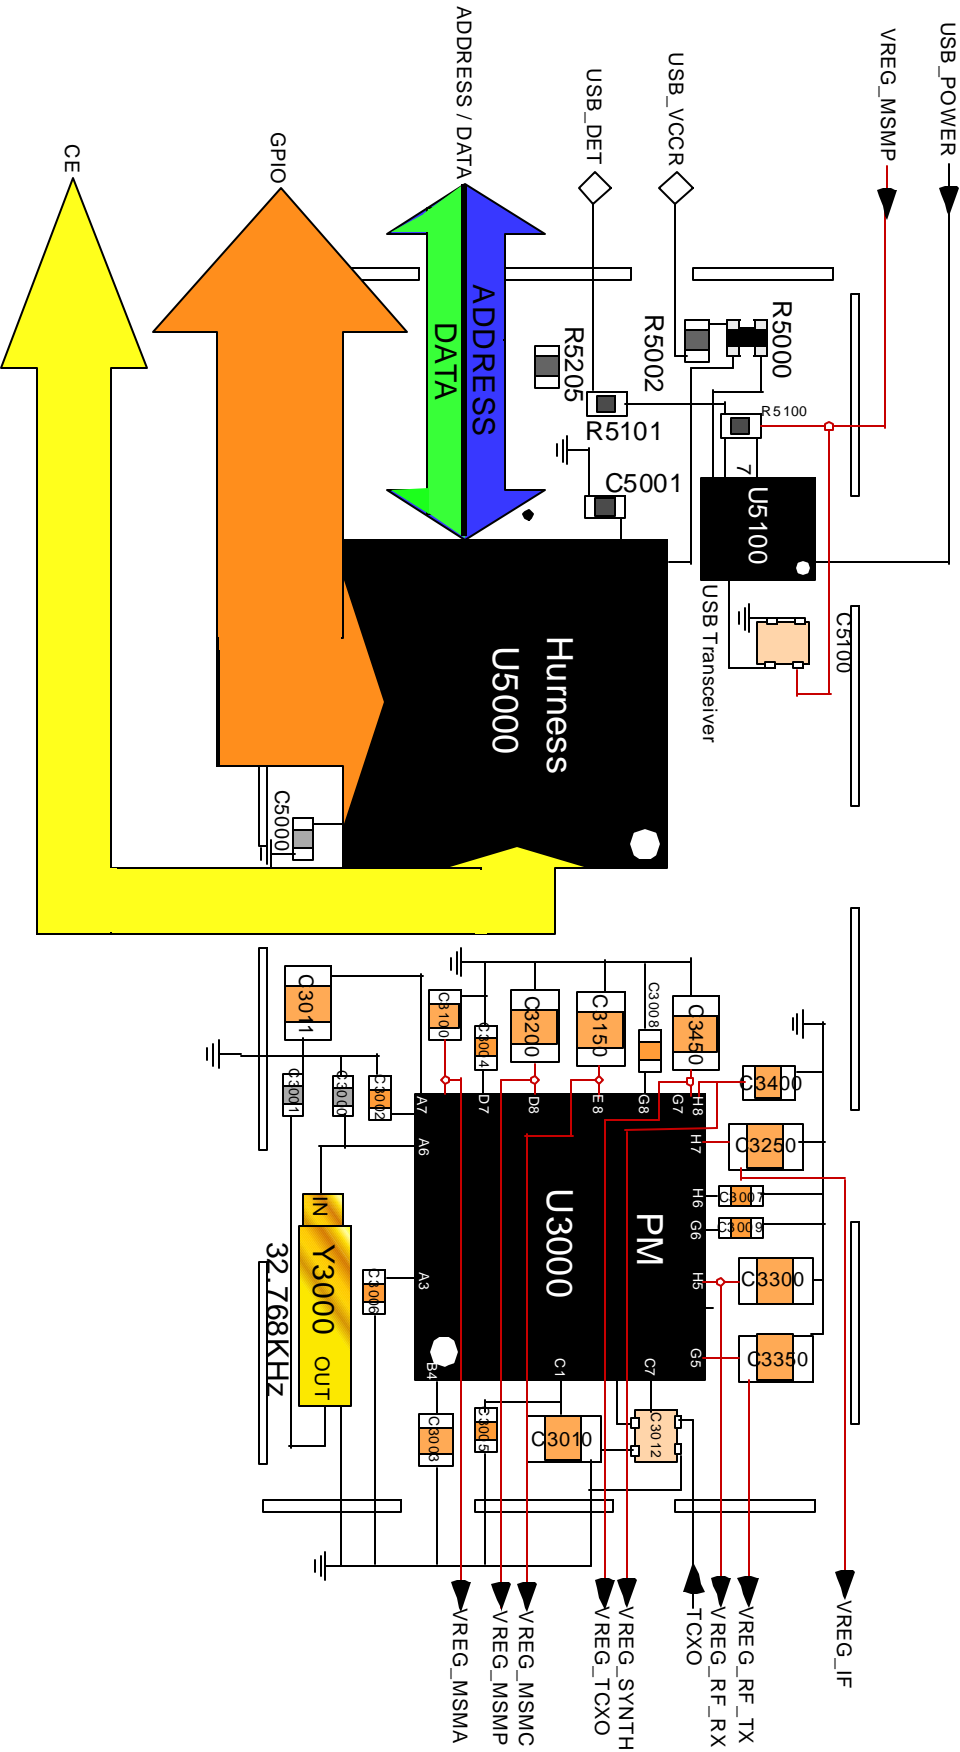 USB_POWER
VREG_MSMP
USB_VCCR
USB_DET
ADDRESS / DATA
GPIO
CE
ADDRESS
DATA
R5000
R5002
R5205
R5101
R5100
C5001
7
U5100
USB Transceiver
C5100
Hurness
U5000
C5000
C3450
C3008
C3150
C3200
C3004
C3100
C3011
C3400
C3250
C3007
C3009
C3300
C3350
C3001
C3000
C3002
A7
D7
D8
E8
G8
G7
H8
A6
H7
H6
G6
A3
H5
G5
B4
C1
C7
PM
U3000
IN
Y3000
OUT
32.768KHz
C3006
C3003
C3005
C3010
C3012
VREG_IF
VREG_RF_TX
VREG_RF_RX
TCXO
VREG_SYNTH
VREG_TCXO
VREG_MSMC
VREG_MSMP
VREG_MSMA